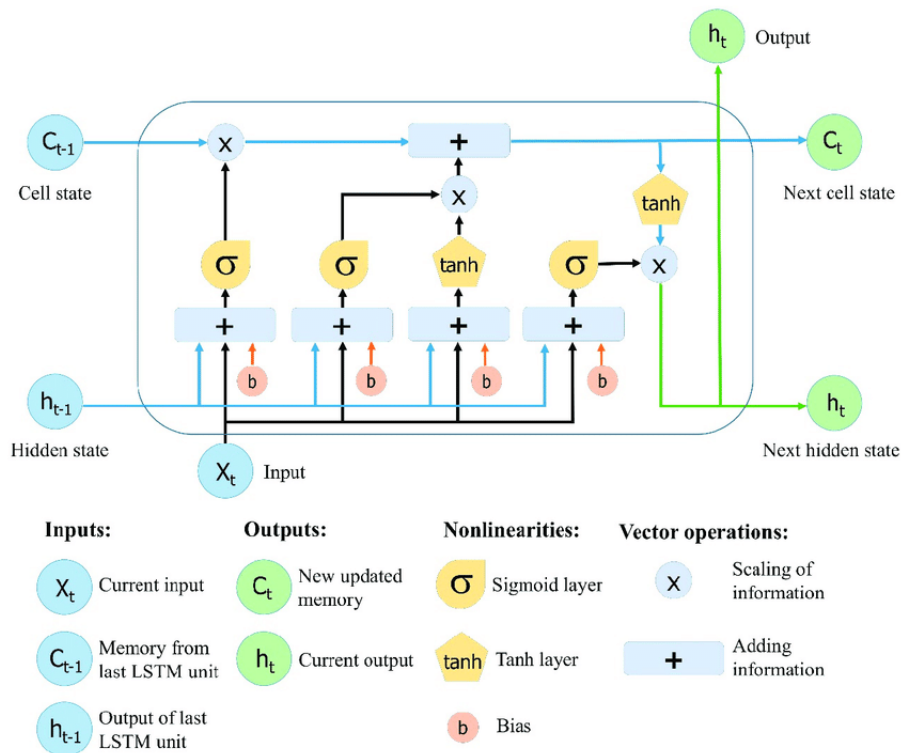 hₜ Output
Cₜ₋₁ x + Cₜ
Cell state x tanh Next cell state
σ σ tanh σ x
+ + + +
b b b b
hₜ₋₁ hₜ
Hidden state Next hidden state
Xₜ Input
Inputs: Outputs: Nonlinearities: Vector operations:
Xₜ Current input
Cₜ₋₁ Memory from
last LSTM unit
hₜ₋₁ Output of last
LSTM unit
Cₜ New updated
memory
hₜ Current output
σ Sigmoid layer
tanh Tanh layer
b Bias
x Scaling of
information
+ Adding
information